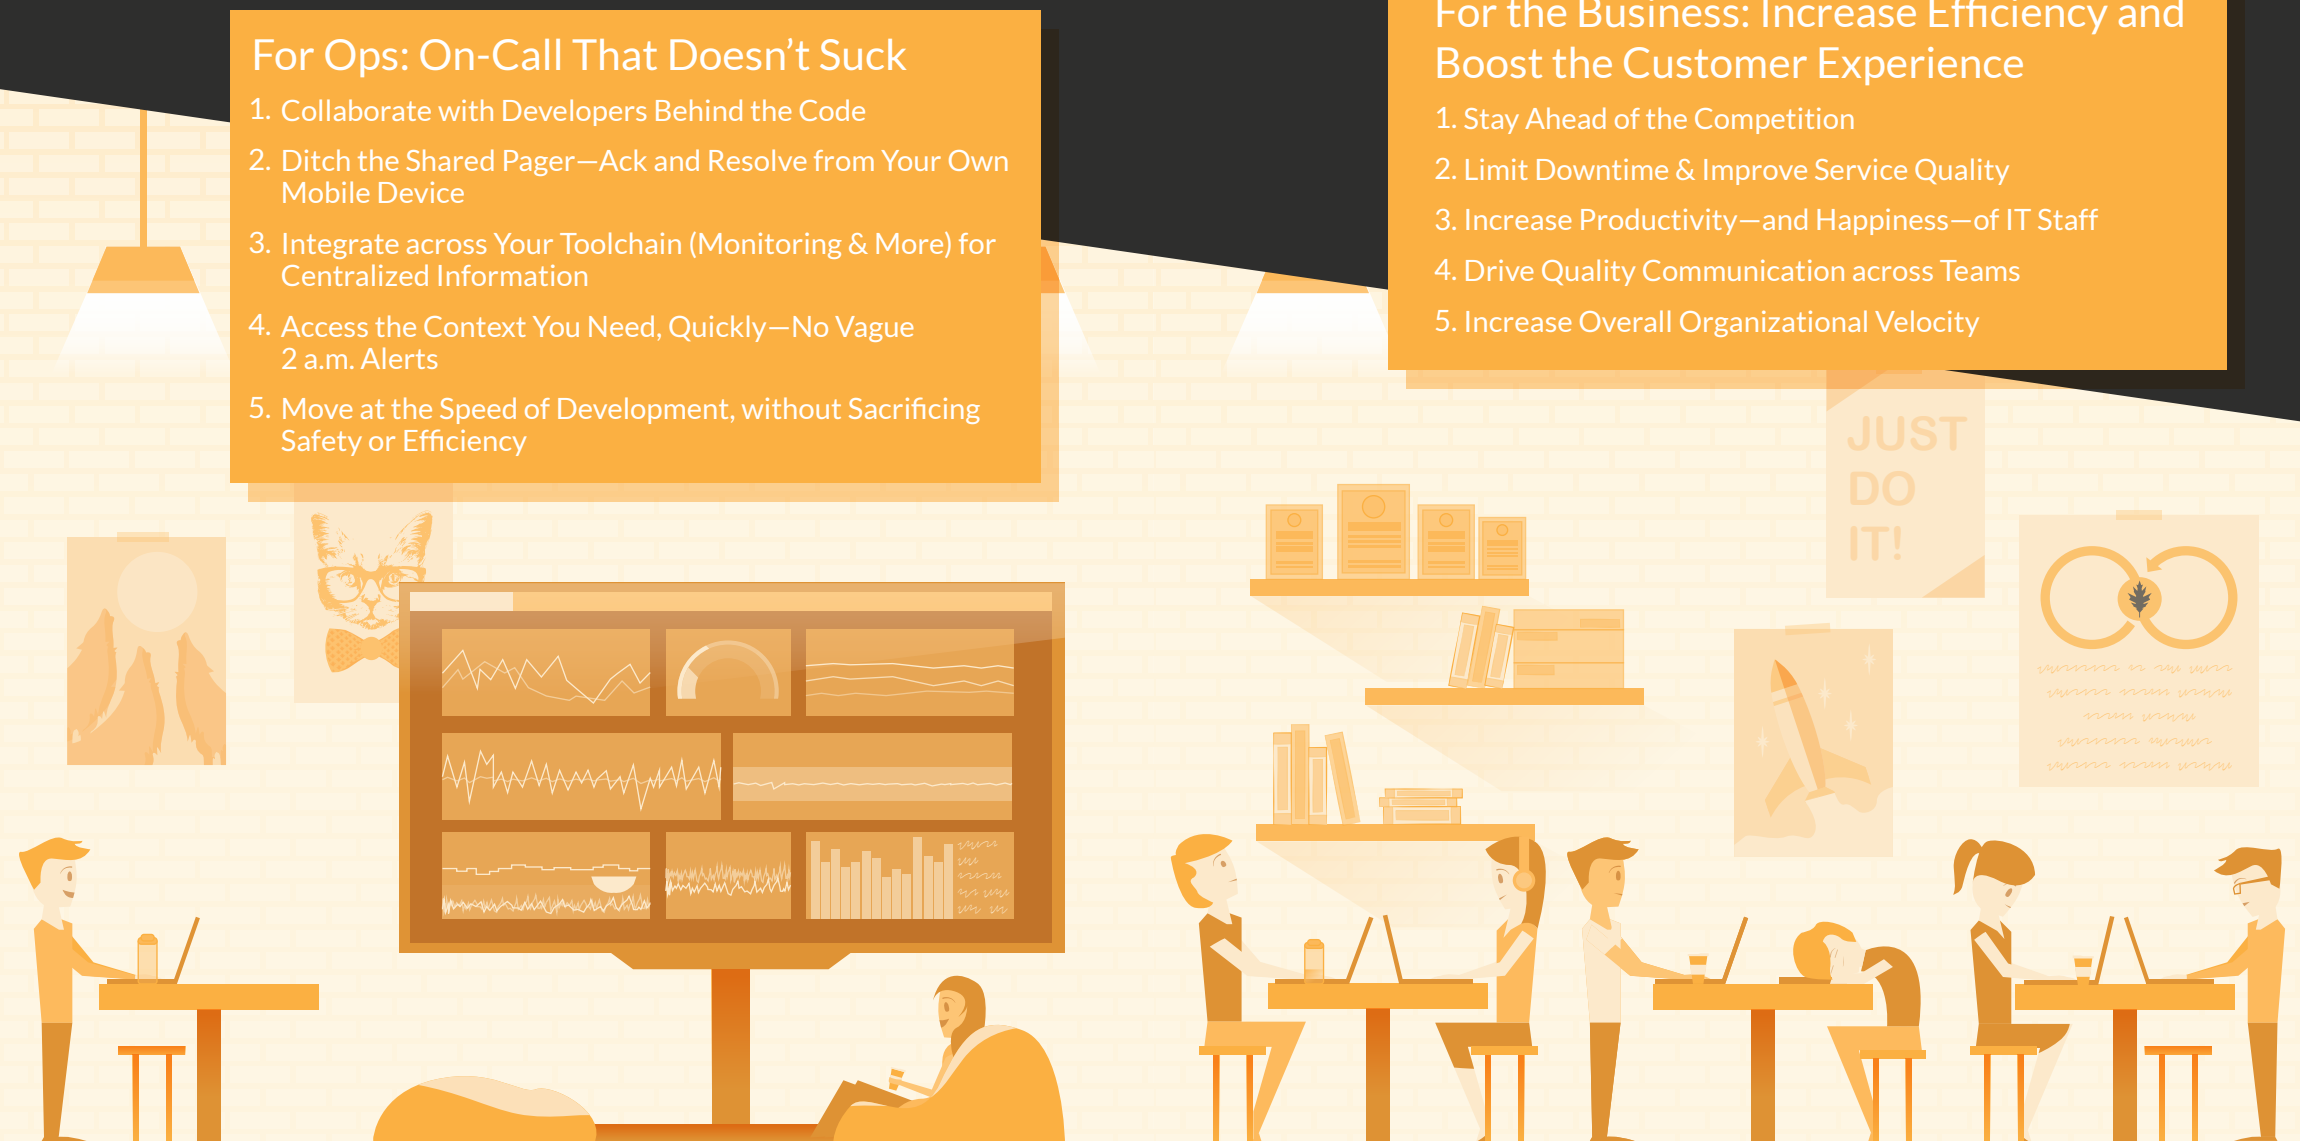 For Ops: On-Call That Doesn’t Suck
1. Collaborate with Developers Behind the Code
2. Ditch the Shared Pager—Ack and Resolve from Your Own
Mobile Device
3. Integrate across Your Toolchain (Monitoring & More) for
Centralized Information
4. Access the Context You Need, Quickly—No Vague
2 a.m. Alerts
5. Move at the Speed of Development, without Sacrificing
Safety or Efficiency
For the Business: Increase Efficiency and
Boost the Customer Experience
1. Stay Ahead of the Competition
2. Limit Downtime & Improve Service Quality
3. Increase Productivity—and Happiness—of IT Staff
4. Drive Quality Communication across Teams
5. Increase Overall Organizational Velocity
JUST
DO
IT!